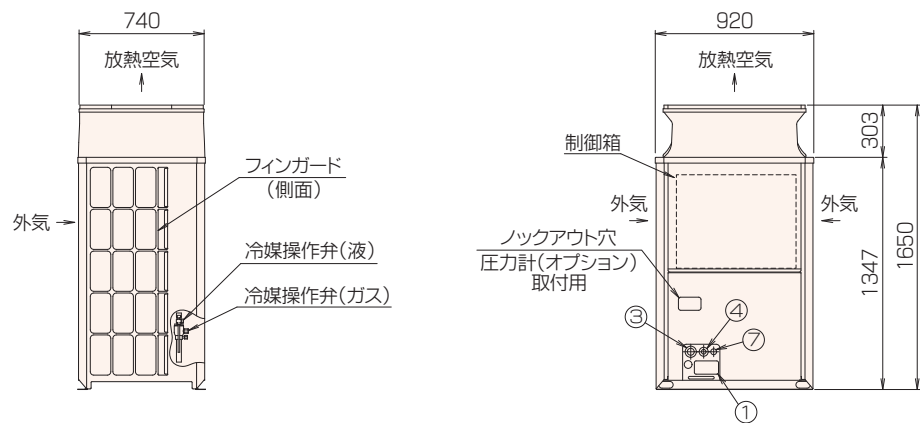 740
放熱空気
フィンガード
(側面)
外気
冷媒操作弁(液)
冷媒操作弁(ガス)
920
放熱空気
制御箱
外気
外気
ノックアウト穴
圧力計(オプション)
取付用
③
④
⑦
①
303
1347
1650